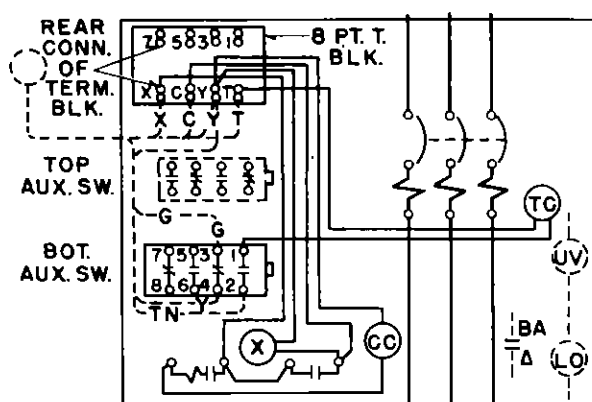 REAR
CONN.
OF
TERM.
BLK.
7 5 3 1
8 PT. T.
BLK.
X C Y T
X C Y T
TOP
AUX. SW.
G
G
BOT.
AUX. SW.
7 5 3 1
8 6 4 2
Y
TN
X
CC
TC
UV
BA
Δ
LO